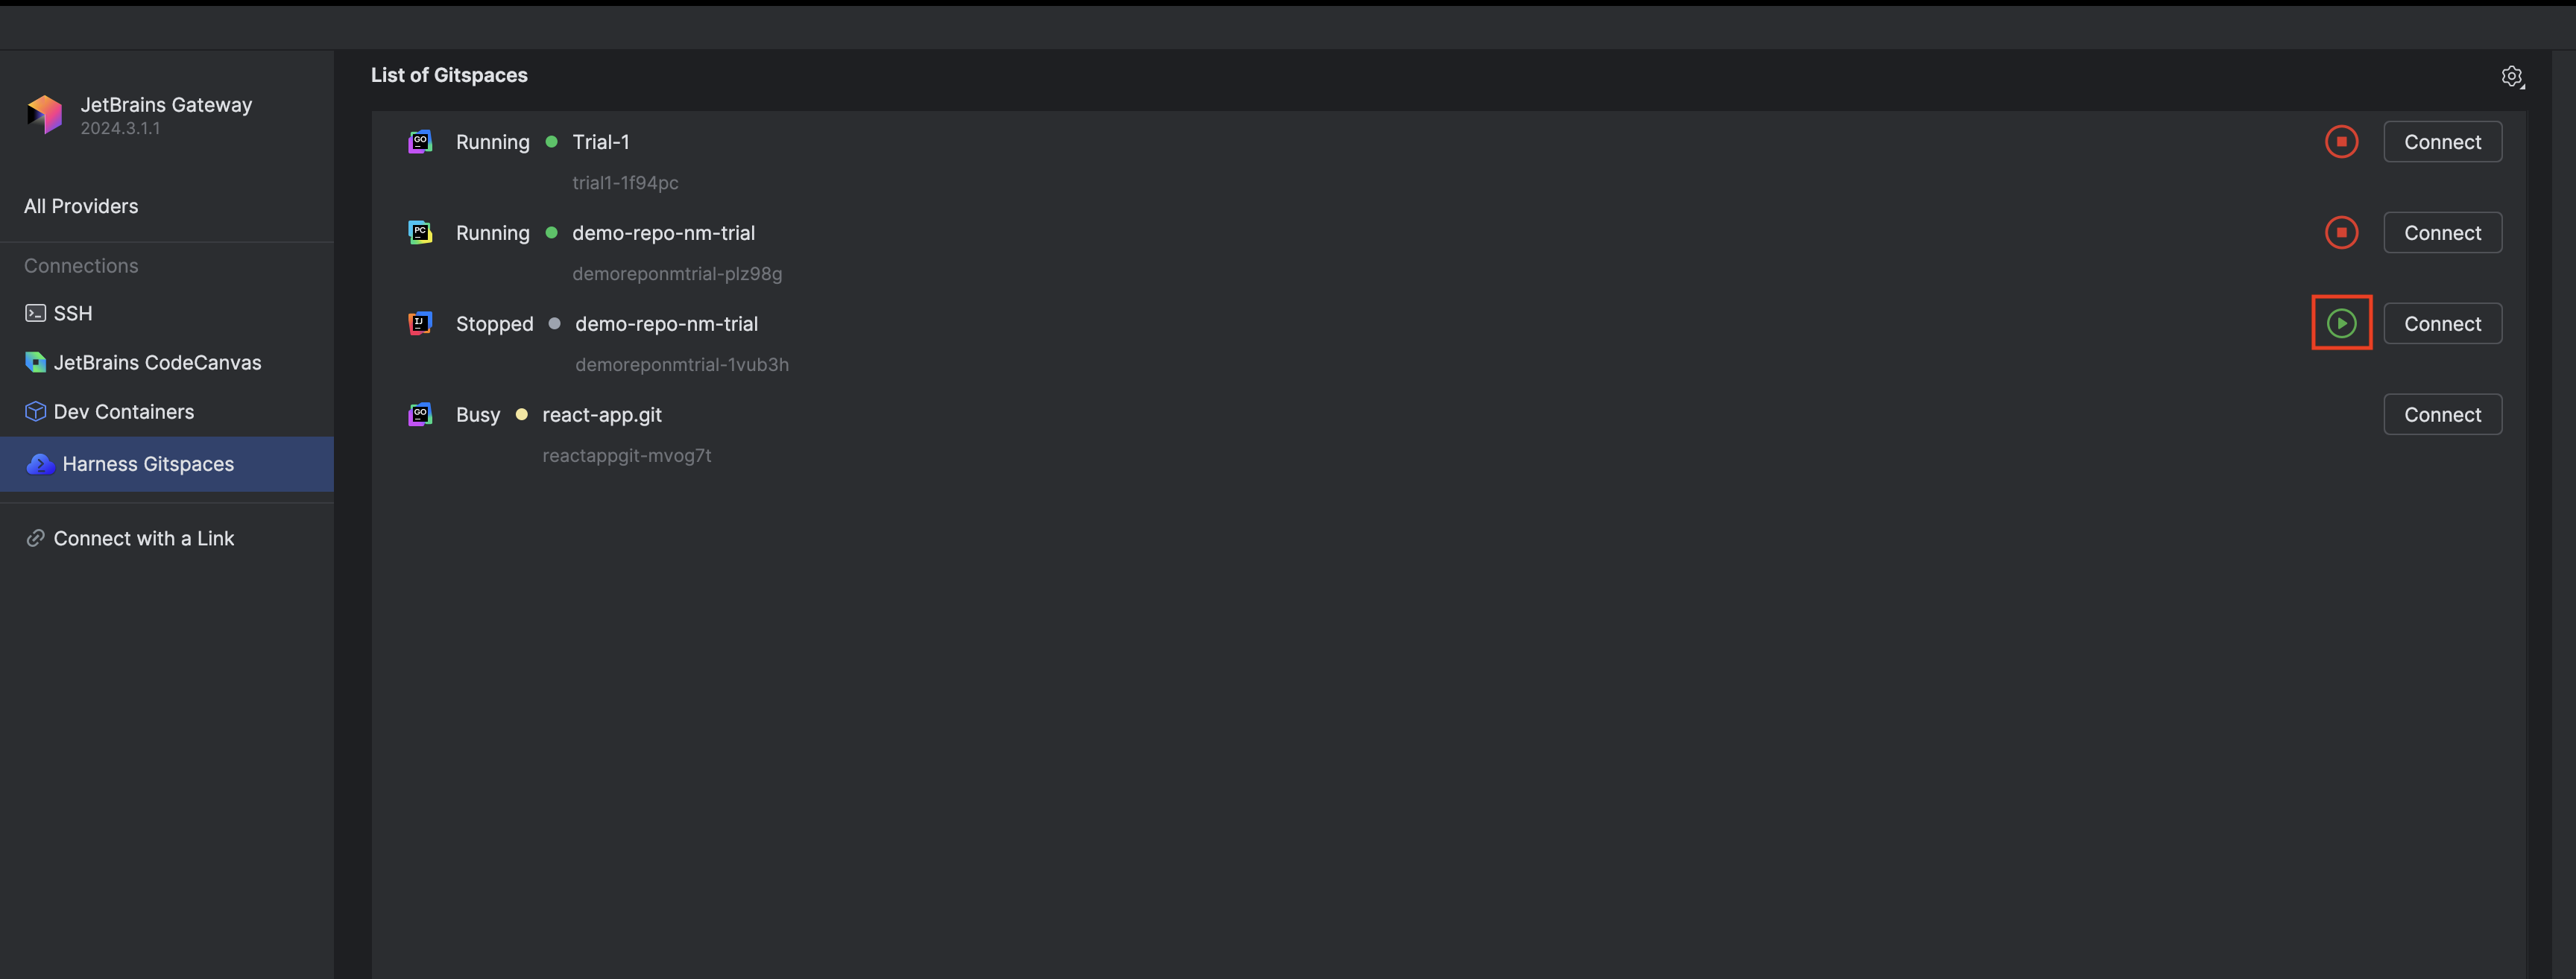 List of Gitspaces
JetBrains Gateway
2024.3.1.1
All Providers
Connections
SSH
JetBrains CodeCanvas
Dev Containers
Harness Gitspaces
Connect with a Link
GO Running Trial-1 Connect
trial1-1f94pc
PC Running demo-repo-nm-trial Connect
demoreponmtrial-plz98g
IJ Stopped demo-repo-nm-trial Connect
demoreponmtrial-1vub3h
GO Busy react-app.git Connect
reactappgit-mvog7t